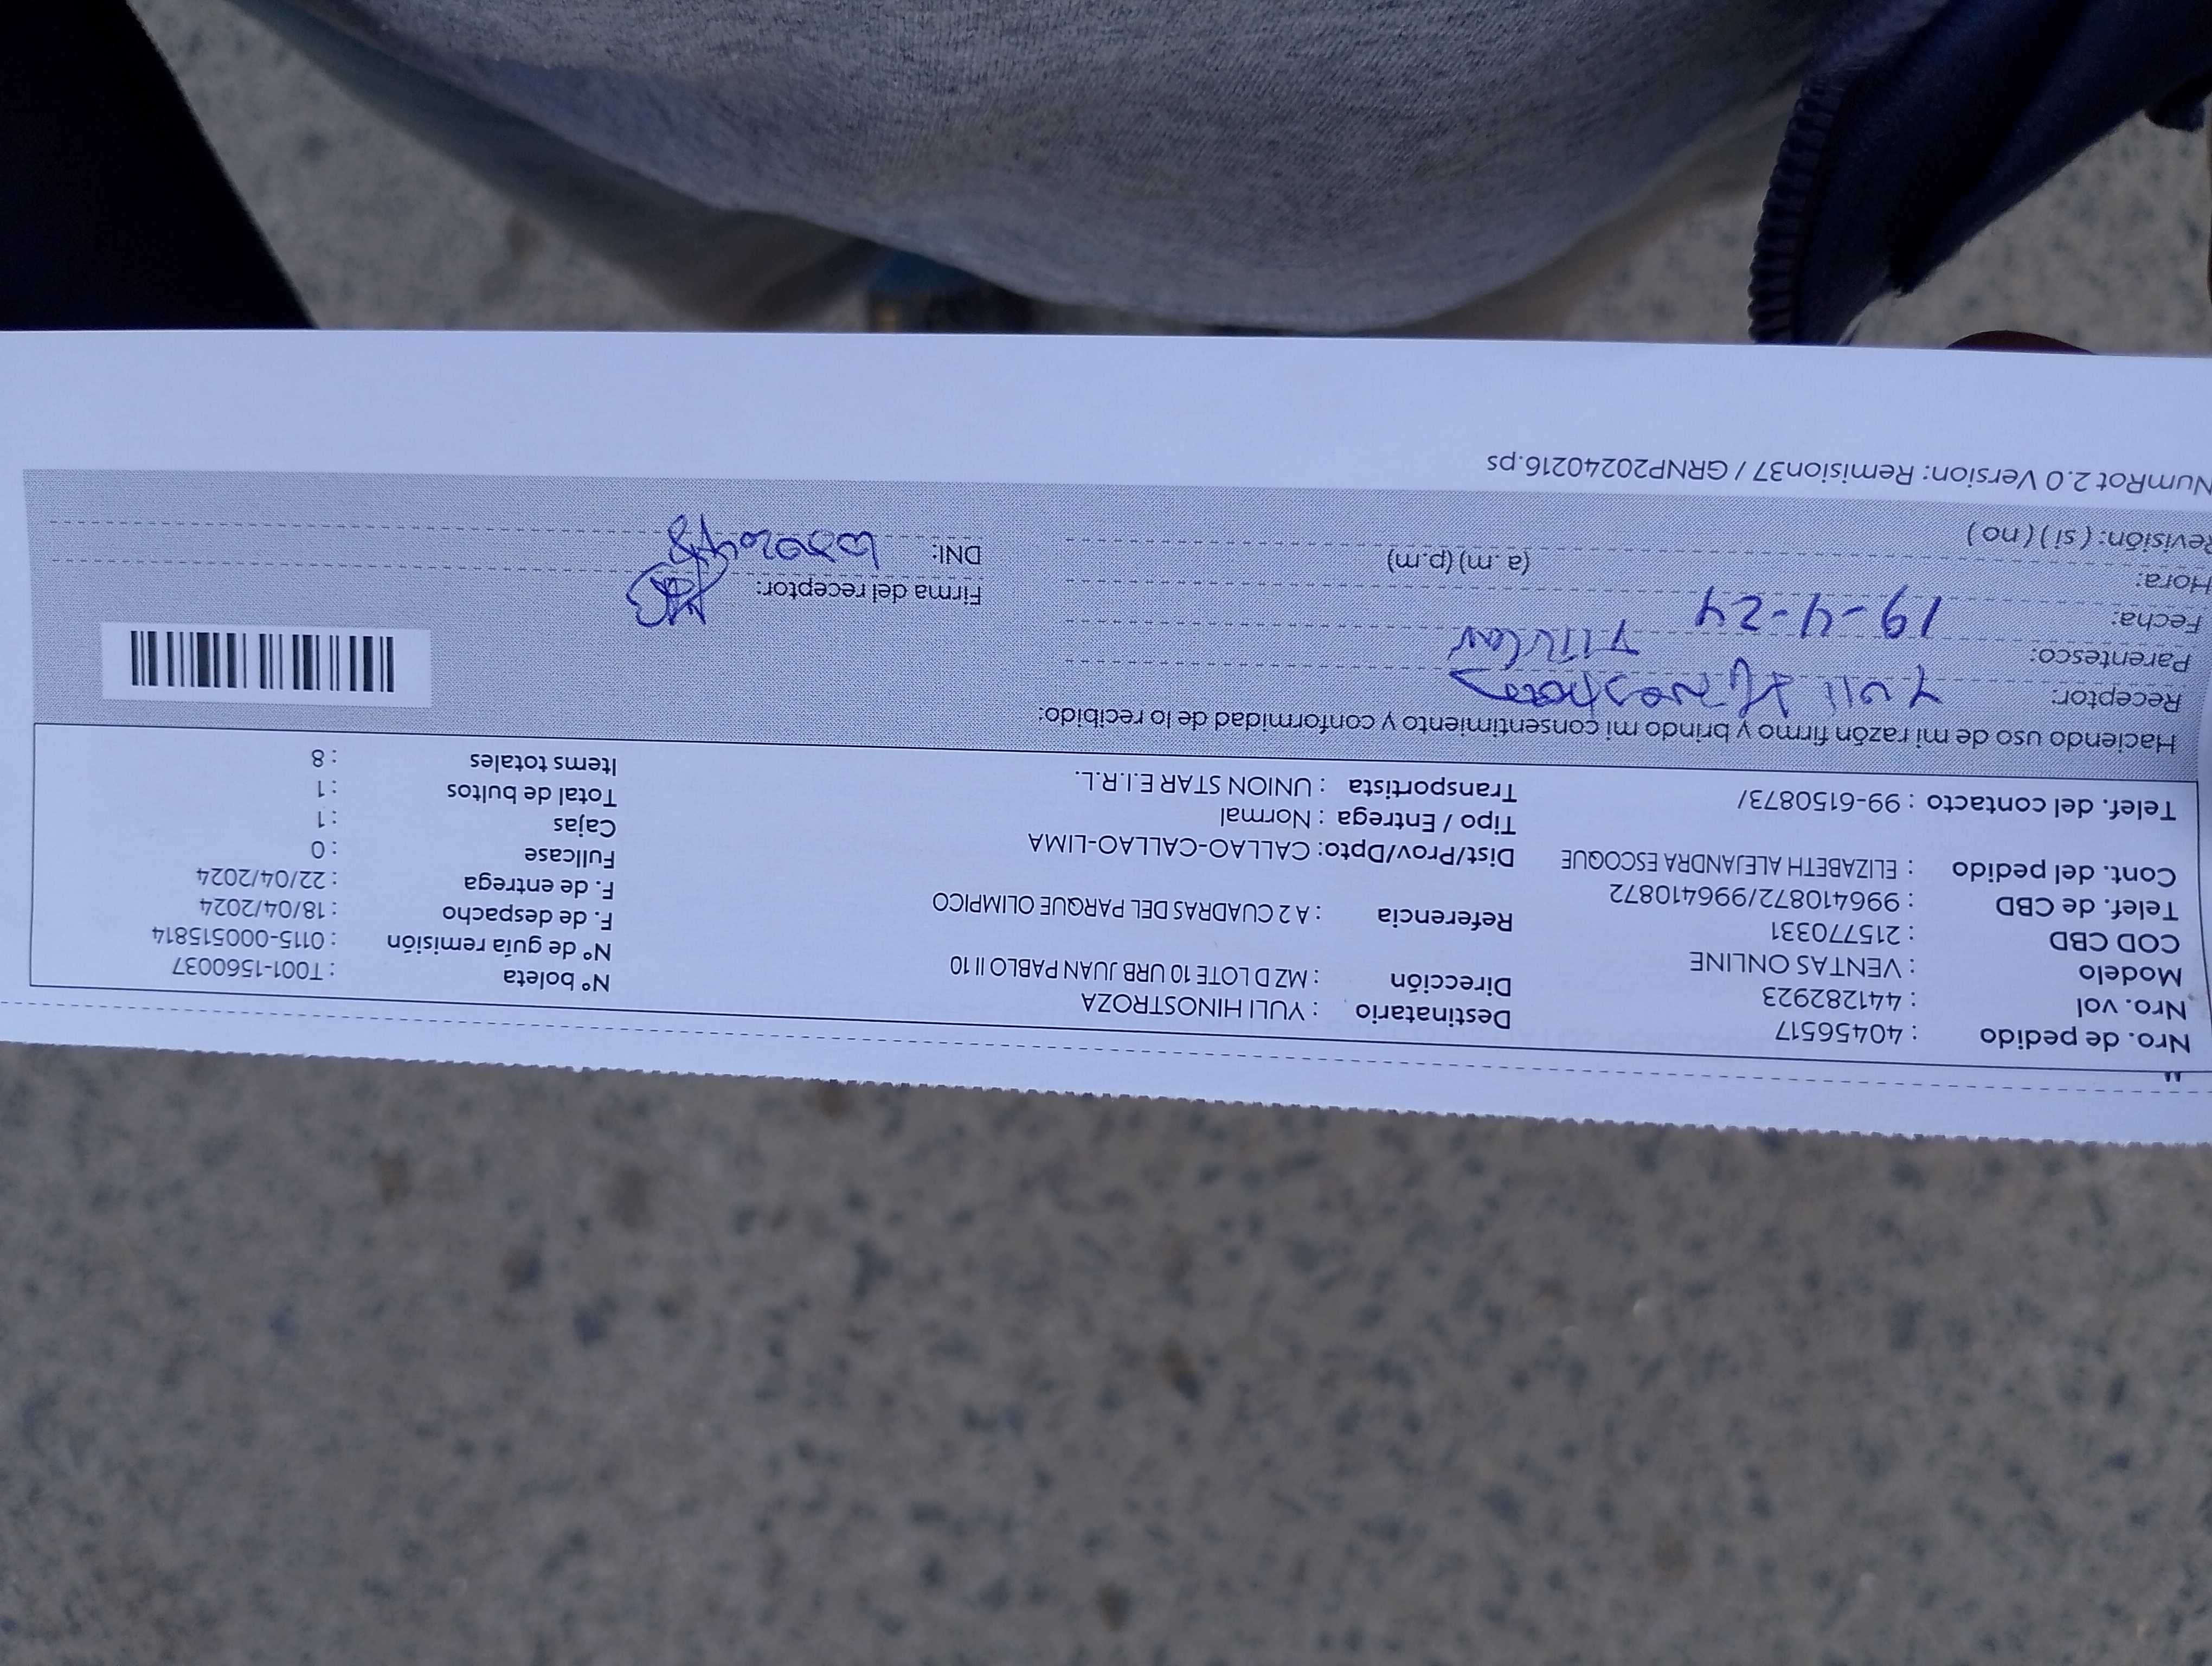 Nro. de pedido : 40456517
Nro. vol : 441282923
Modelo : VENTAS ONLINE
COD CBD : 215770331
Telef. de CBD : 996410872/996410872
Cont. del pedido : ELIZABETH ALEJANDRA ESCOQUE
Telef. del contacto : 99-6150873/
Destinatario : YULI HINOSTROZA
Dirección : MZ D LOTE 10 URB JUAN PABLO II 10
Referencia : A 2 CUADRAS DEL PARQUE OLIMPICO
Dist/Prov/Dpto: CALLAO-CALLAO-LIMA
Tipo / Entrega : Normal
Transportista : UNION STAR E.I.R.L.
Nº boleta : T001-1560037
Nº de guía remisión : 0115-000515814
F. de despacho : 18/04/2024
F. de entrega : 22/04/2024
Fullcase : 0
Cajas : 1
Total de bultos : 1
Items totales : 8
Haciendo uso de mi razón firmo y brindo mi consentimiento y conformidad de lo recibido:
Receptor: Yuli
Parentesco: Titular
Fecha: 19-4-24
Hora: (a.m) (p.m)
Revisión: ( si ) ( no )
Firma del receptor:
DNI:
NumRot 2.0 Version: Remision37 / GRNP20240216.ps